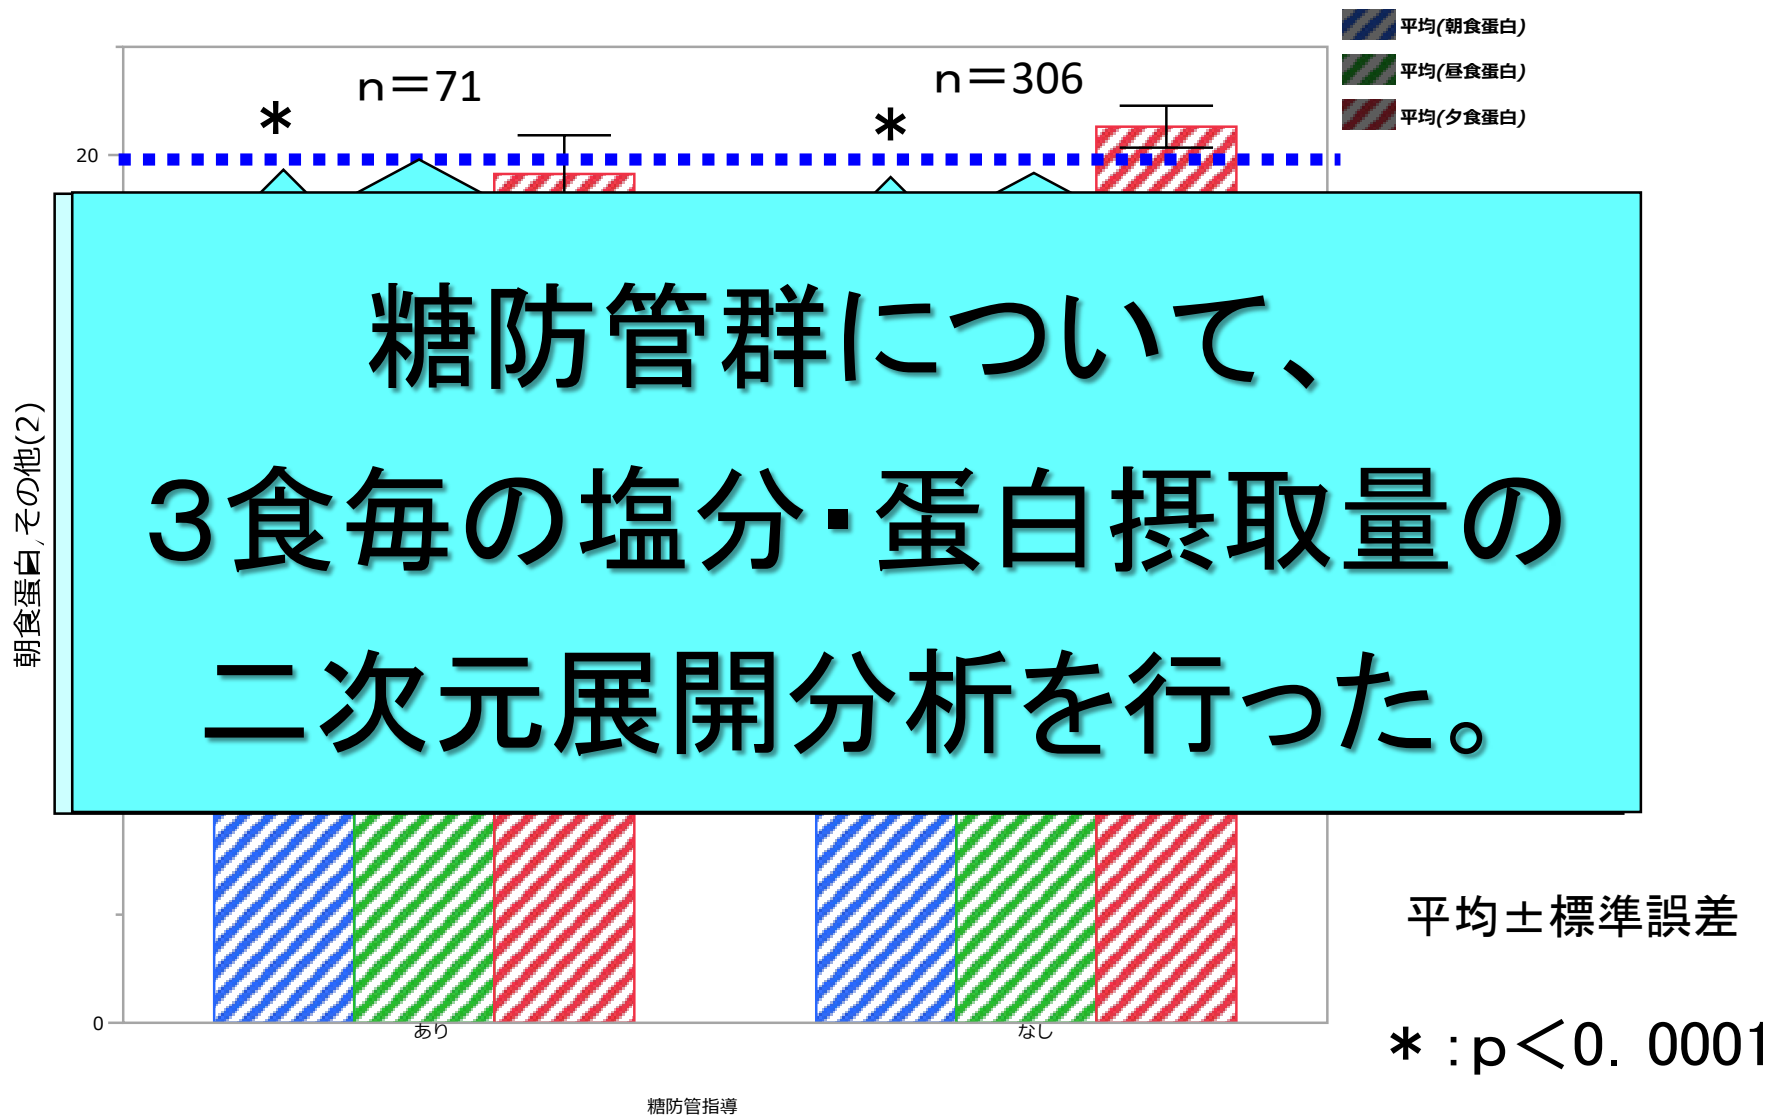 平均(朝食蛋白)
平均(昼食蛋白)
平均(夕食蛋白)
n＝71
n＝306
*
*
20
糖防管群について、
３食毎の塩分・蛋白摂取量の
二次元展開分析を行った。
朝食蛋白, その他(2)
0
あり
なし
糖防管指導
平均±標準誤差
*：p＜0．0001